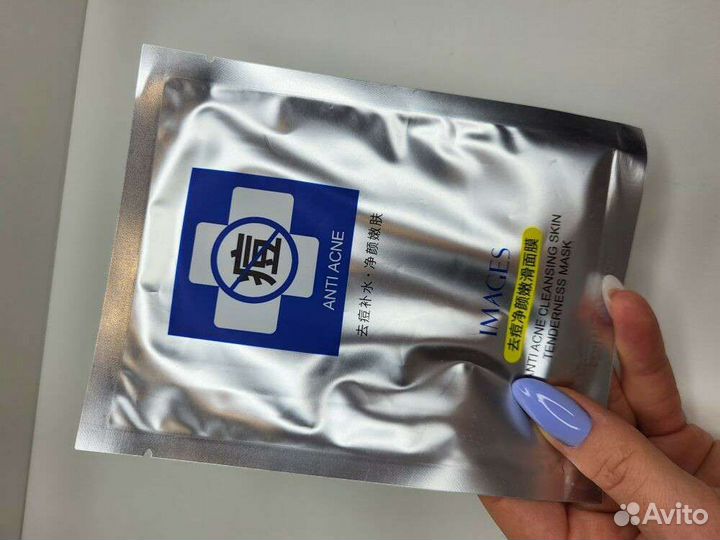 痘
ANTI ACNE
去痘补水·净颜嫩肤
IMAGES
去痘净颜嫩滑面膜
ANTI ACNE CLEANSING SKIN
TENDERNESS MASK
Avito